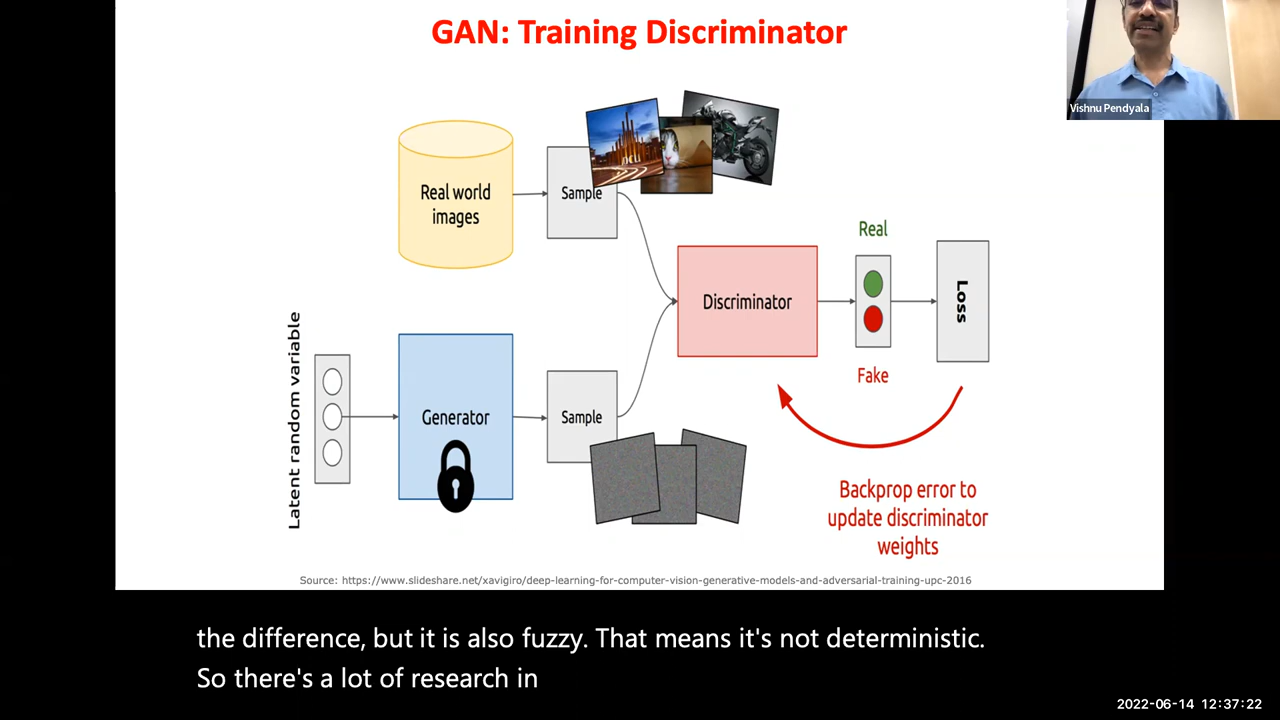 GAN: Training Discriminator
Vishnu Pendyala
Real world
images
Sample
Real
Discriminator
Loss
Fake
Latent random variable
Generator
Sample
Backprop error to
update discriminator
weights
Source: https://www.slideshare.net/xavigiro/deep-learning-for-computer-vision-generative-models-and-adversarial-training-upc-2016
the difference, but it is also fuzzy. That means it's not deterministic.
So there's a lot of research in
2022-06-14 12:37:22